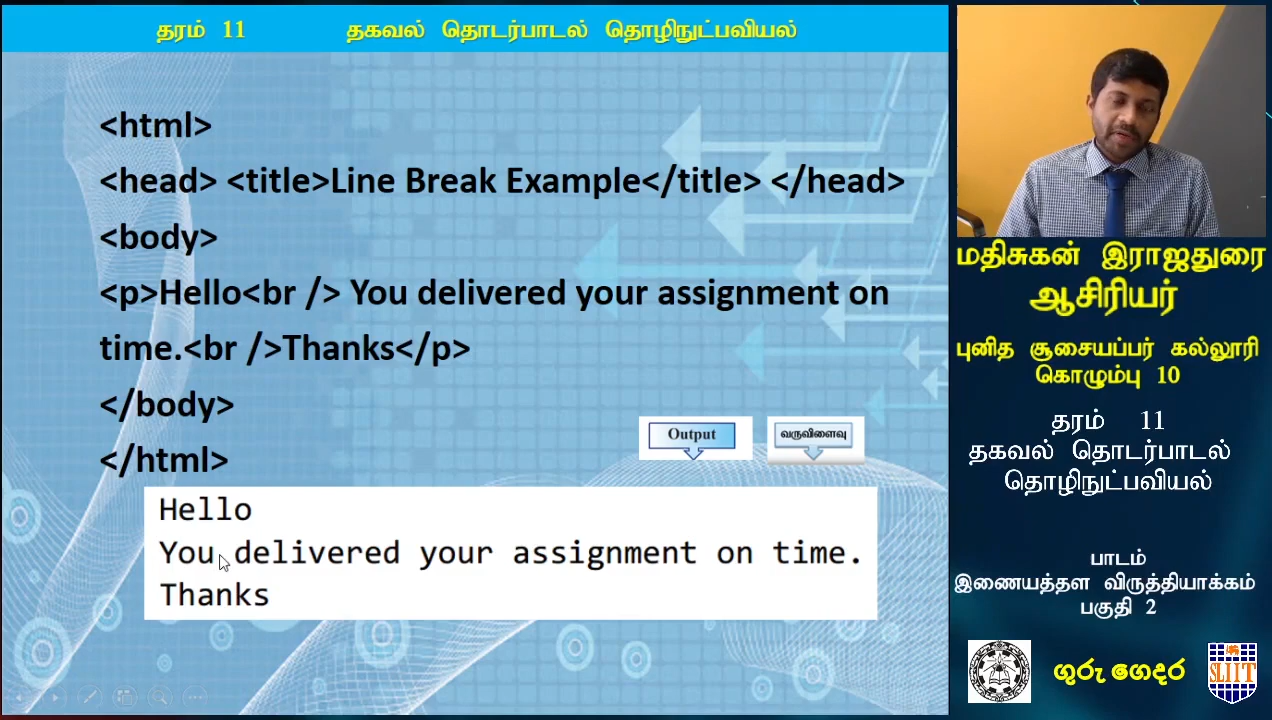 தரம் 11 தகவல் தொடர்பாடல் தொழிநுட்பவியல்
<html>
<head> <title>Line Break Example</title> </head>
<body>
<p>Hello<br /> You delivered your assignment on
time.<br />Thanks</p>
</body>
</html>
Output வருவிளைவு
Hello
You delivered your assignment on time.
Thanks
மதிசுகன் இராஜதுரை
ஆசிரியர்
புனித சூசையப்பர் கல்லூரி
கொழும்பு 10
தரம் 11
தகவல் தொடர்பாடல்
தொழிநுட்பவியல்
பாடம்
இணையத்தள விருத்தியாக்கம்
பகுதி 2
ගුරු ගෙදර
SLIIT